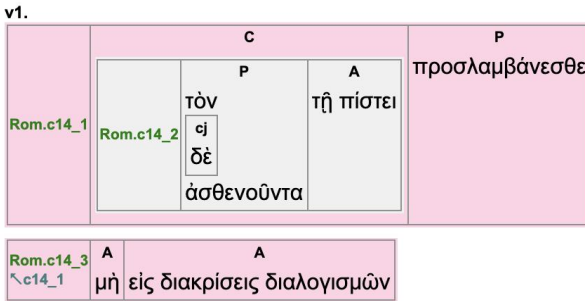 v1.
C P
Rom.c14_1 Rom.c14_2 P A προσλαμβάνεσθε
τὸν τῇ πίστει
cj
δὲ
ἀσθενοῦντα
Rom.c14_3 A A
↖c14_1 μὴ εἰς διακρίσεις διαλογισμῶν